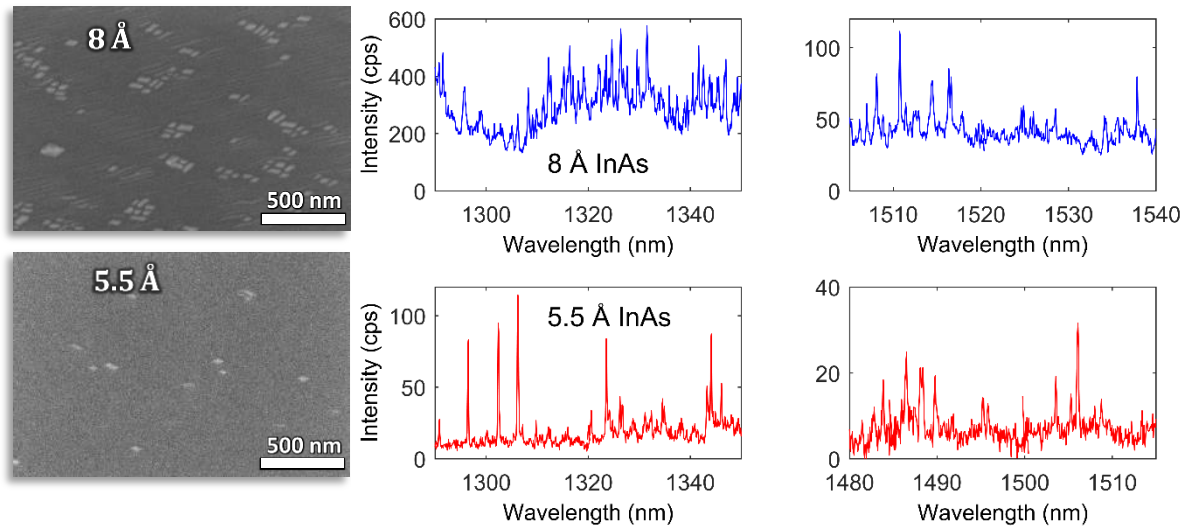 8 Å
500 nm
Intensity (cps)
600
400
200
0
8 Å InAs
1300 1320 1340
Wavelength (nm)
100
50
0
1510 1520 1530 1540
Wavelength (nm)
5.5 Å
500 nm
Intensity (cps)
100
50
0
5.5 Å InAs
1300 1320 1340
Wavelength (nm)
40
20
0
1480 1490 1500 1510
Wavelength (nm)